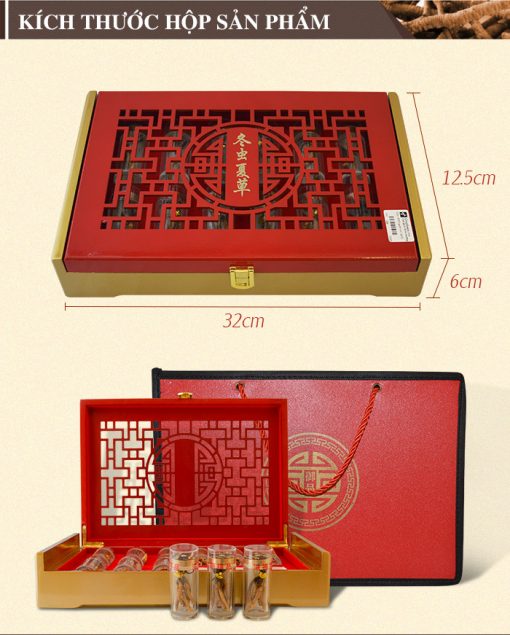 KÍCH THƯỚC HỘP SẢN PHẨM
冬虫夏草
12.5cm
6cm
32cm